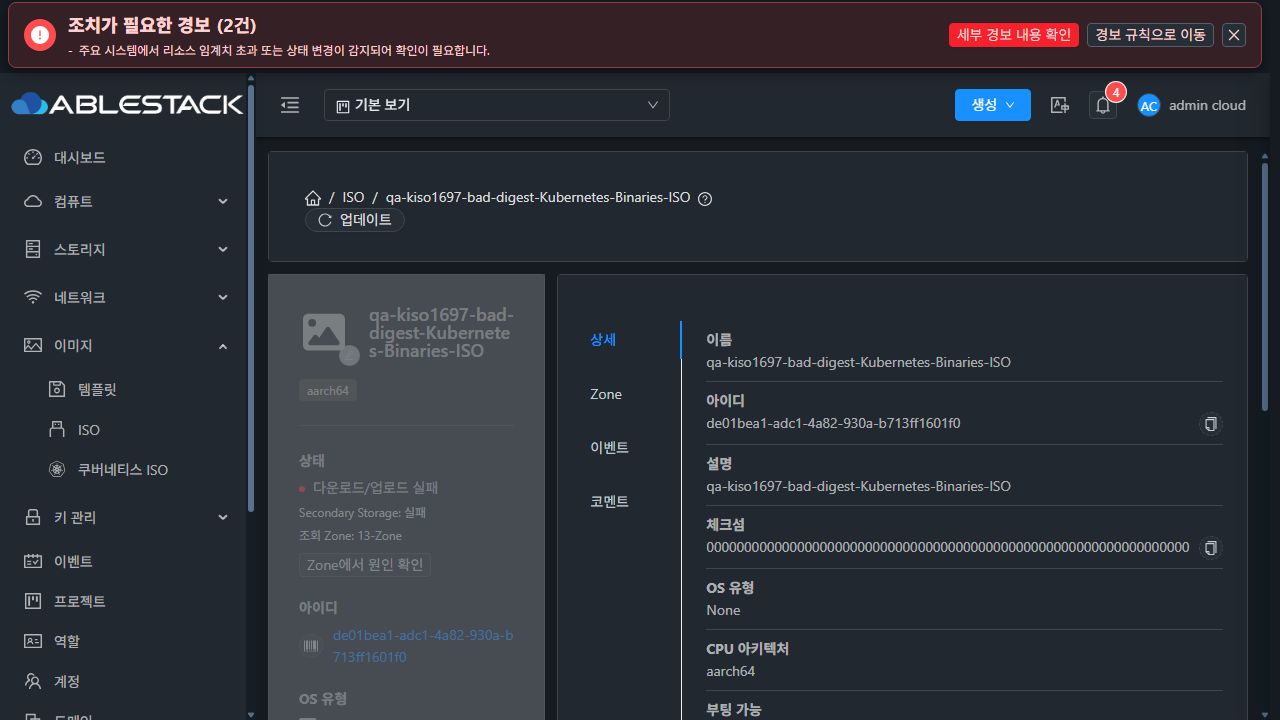 조치가 필요한 경보 (2건)
- 주요 시스템에서 리소스 임계치 초과 또는 상태 변경이 감지되어 확인이 필요합니다.
세부 경보 내용 확인
경보 규칙으로 이동
ABLESTACK
기본 보기
생성
4
AC
admin cloud
대시보드
컴퓨트
스토리지
네트워크
이미지
템플릿
ISO
쿠버네티스 ISO
키 관리
이벤트
프로젝트
역할
계정
/ ISO / qa-kiso1697-bad-digest-Kubernetes-Binaries-ISO
업데이트
qa-kiso1697-bad-
digest-Kubernete
s-Binaries-ISO
aarch64
상태
다운로드/업로드 실패
Secondary Storage: 실패
조회 Zone: 13-Zone
Zone에서 원인 확인
아이디
de01bea1-adc1-4a82-930a-b
713ff1601f0
OS 유형
상세
Zone
이벤트
코멘트
이름
qa-kiso1697-bad-digest-Kubernetes-Binaries-ISO
아이디
de01bea1-adc1-4a82-930a-b713ff1601f0
설명
qa-kiso1697-bad-digest-Kubernetes-Binaries-ISO
체크섬
0000000000000000000000000000000000000000000000000000000000000000
OS 유형
None
CPU 아키텍처
aarch64
부팅 가능